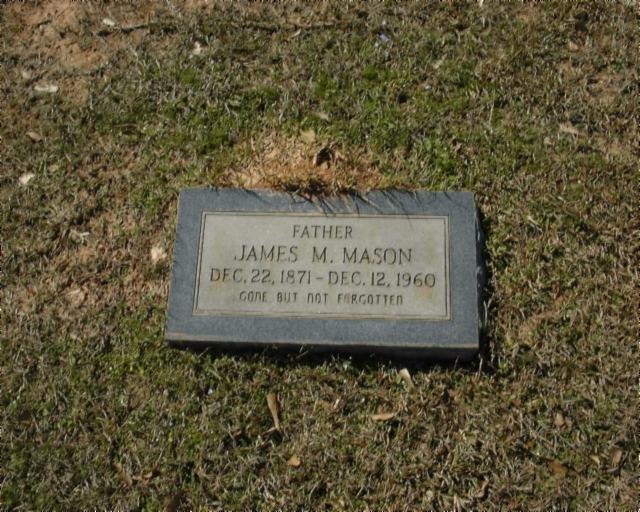 FATHER
JAMES M. MASON
DEC. 22, 1871 - DEC. 12, 1960
GONE BUT NOT FORGOTTEN